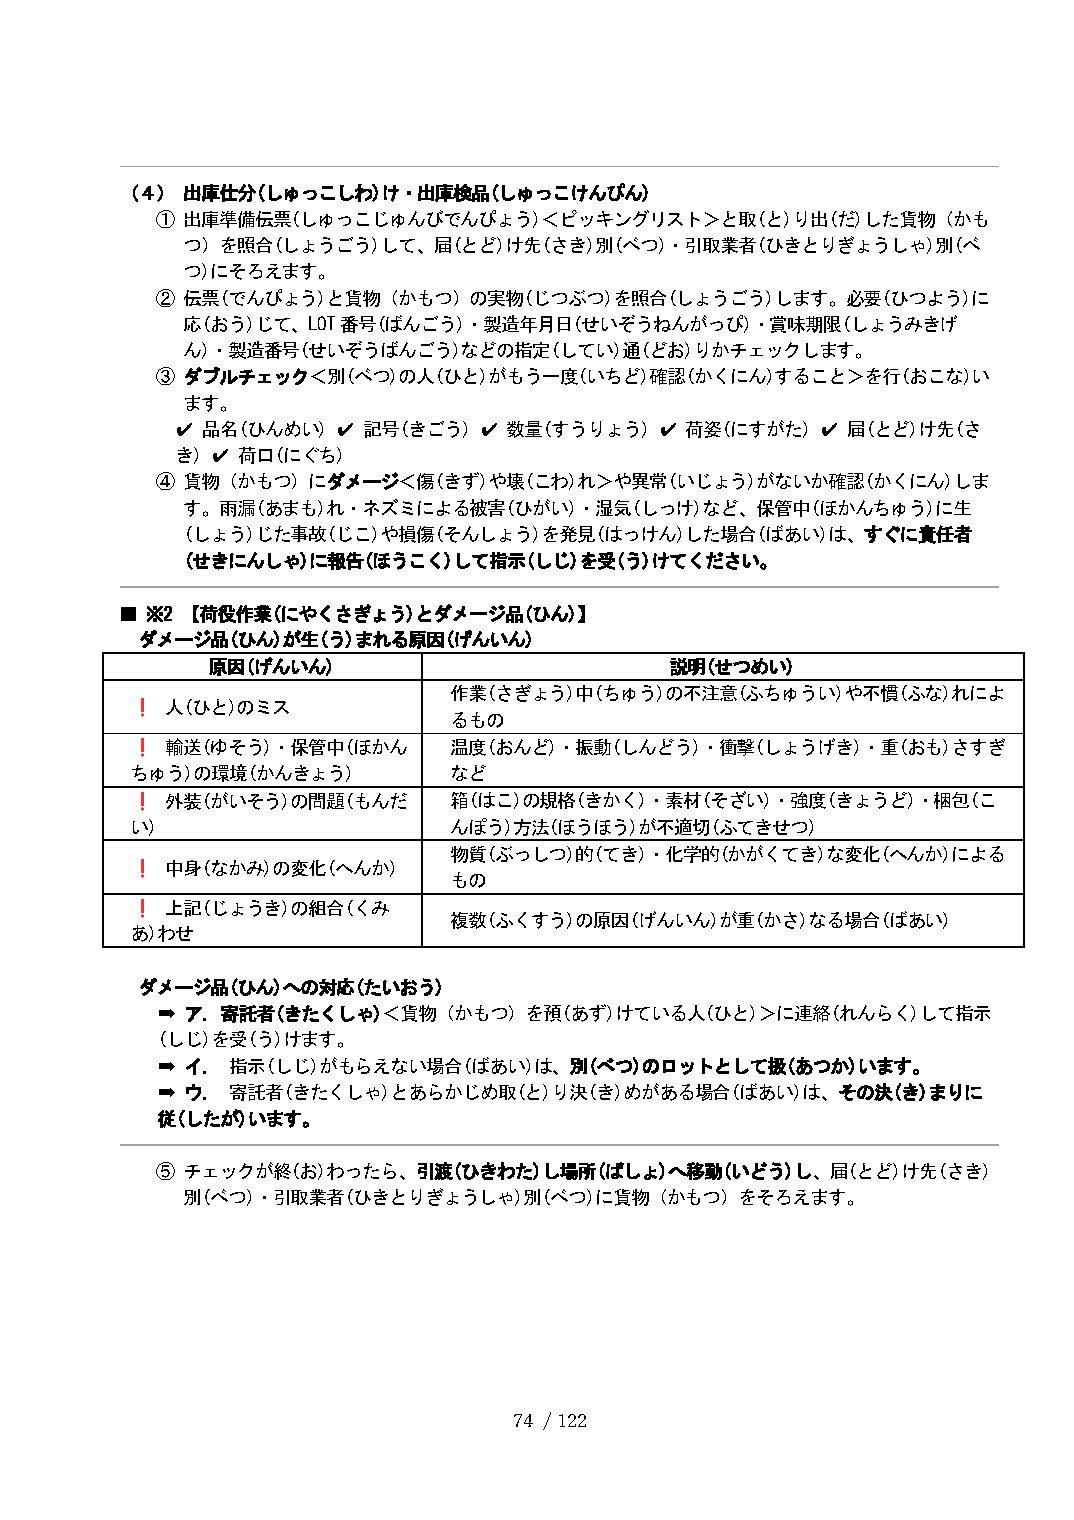 （４） 出庫仕分(しゅっこしわ)け・出庫検品(しゅっこけんぴん)
① 出庫準備伝票(しゅっこじゅんびでんぴょう)＜ピッキングリスト＞と取(と)り出(だ)した貨物（かも
つ）を照合(しょうごう)して、届(とど)け先(さき)別(べつ)・引取業者(ひきとりぎょうしゃ)別(べ
つ)にそろえます。
② 伝票(でんぴょう)と貨物（かもつ）の実物(じつぶつ)を照合(しょうごう)します。必要(ひつよう)に
応(おう)じて、LOT 番号(ばんごう)・製造年月日(せいぞうねんがっぴ)・賞味期限(しょうみきげ
ん)・製造番号(せいぞうばんごう)などの指定(してい)通(どお)りかチェックします。
③ ダブルチェック＜別(べつ)の人(ひと)がもう一度(いちど)確認(かくにん)すること＞を行(おこな)い
ます。
✔ 品名(ひんめい) ✔ 記号(きごう) ✔ 数量(すうりょう) ✔ 荷姿(にすがた) ✔ 届(とど)け先(さ
き) ✔ 荷口(にぐち)
④ 貨物（かもつ）にダメージ＜傷(きず)や壊(こわ)れ＞や異常(いじょう)がないか確認(かくにん)しま
す。雨漏(あまも)れ・ネズミによる被害(ひがい)・湿気(しっけ)など、保管中(ほかんちゅう)に生
(しょう)じた事故(じこ)や損傷(そんしょう)を発見(はっけん)した場合(ばあい)は、すぐに責任者
(せきにんしゃ)に報告(ほうこく)して指示(しじ)を受(う)けてください。
■ ※2 【荷役作業(にやくさぎょう)とダメージ品(ひん)】
ダメージ品(ひん)が生(う)まれる原因(げんいん)
原因(げんいん) 説明(せつめい)
❗ 人(ひと)のミス
作業(さぎょう)中(ちゅう)の不注意(ふちゅうい)や不慣(ふな)れによ
るもの
❗ 輸送(ゆそう)・保管中(ほかん
ちゅう)の環境(かんきょう)
温度(おんど)・振動(しんどう)・衝撃(しょうげき)・重(おも)さすぎ
など
❗ 外装(がいそう)の問題(もんだ
い)
箱(はこ)の規格(きかく)・素材(そざい)・強度(きょうど)・梱包(こ
んぽう)方法(ほうほう)が不適切(ふてきせつ)
❗ 中身(なかみ)の変化(へんか)
物質(ぶっしつ)的(てき)・化学的(かがくてき)な変化(へんか)による
もの
❗ 上記(じょうき)の組合(くみ
あ)わせ
複数(ふくすう)の原因(げんいん)が重(かさ)なる場合(ばあい)
ダメージ品(ひん)への対応(たいおう)
➡ ア. 寄託者(きたくしゃ)＜貨物（かもつ）を預(あず)けている人(ひと)＞に連絡(れんらく)して指示
(しじ)を受(う)けます。
➡ イ. 指示(しじ)がもらえない場合(ばあい)は、別(べつ)のロットとして扱(あつか)います。
➡ ウ. 寄託者(きたくしゃ)とあらかじめ取(と)り決(き)めがある場合(ばあい)は、その決(き)まりに
従(したが)います。
⑤ チェックが終(お)わったら、引渡(ひきわた)し場所(ばしょ)へ移動(いどう)し、届(とど)け先(さき)
別(べつ)・引取業者(ひきとりぎょうしゃ)別(べつ)に貨物（かもつ）をそろえます。
74 / 122